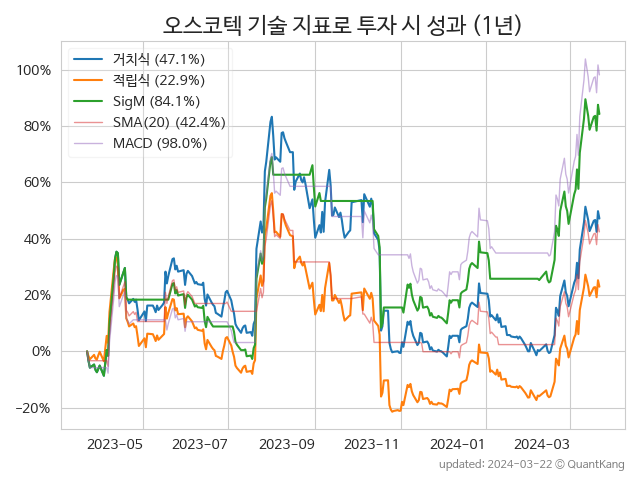 오스코텍 기술 지표로 투자 시 성과 (1년)
거치식 (47.1%)
적립식 (22.9%)
SigM (84.1%)
SMA(20) (42.4%)
MACD (98.0%)
100%
80%
60%
40%
20%
0%
−20%
2023-05 2023-07 2023-09 2023-11 2024-01 2024-03
updated: 2024-03-22 © QuantKang